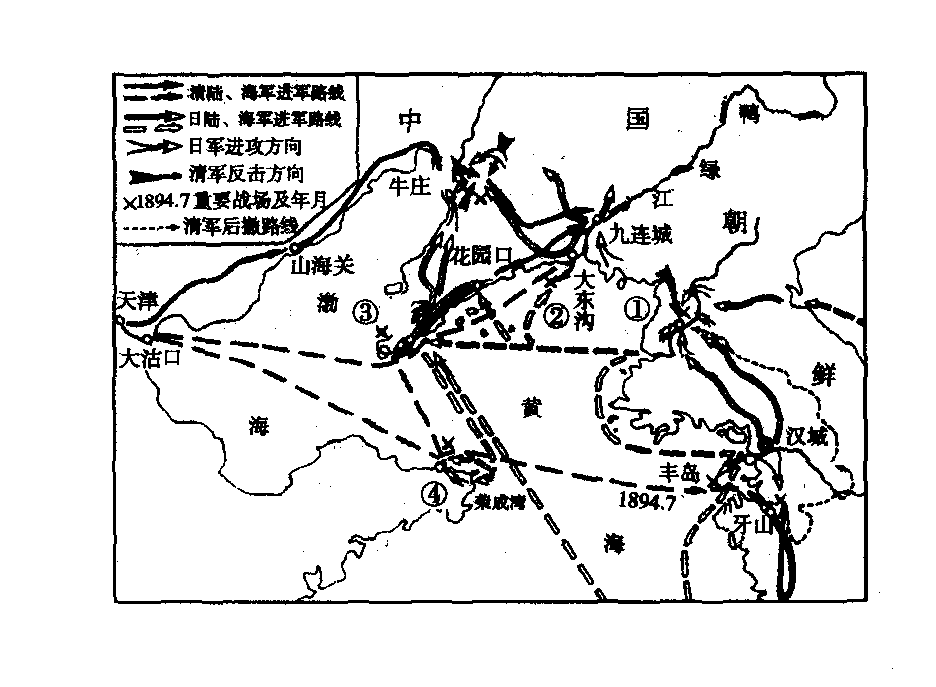 清陆、海军进军路线
日陆、海军进军路线
日军进攻方向
清军反击方向
×1894.7重要战场及年月
清军后撤路线
中
国
鸭
绿
江
朝
鲜
牛庄
九连城
山海关
花园口
大东沟
渤
天津
③
②
①
大沽口
黄
海
汉城
丰岛
1894.7
④
荣成湾
牙山
海